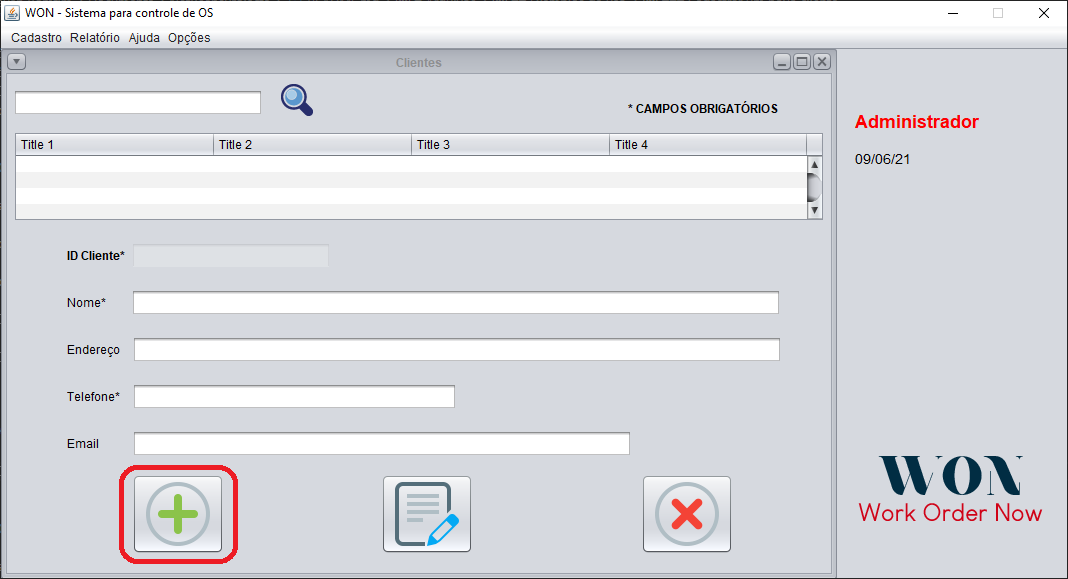 WON - Sistema para controle de OS
Cadastro Relatório Ajuda Opções
Clientes
* CAMPOS OBRIGATÓRIOS
Title 1 Title 2 Title 3 Title 4
ID Cliente*
Nome*
Endereço
Telefone*
Email
Administrador
09/06/21
WON
Work Order Now